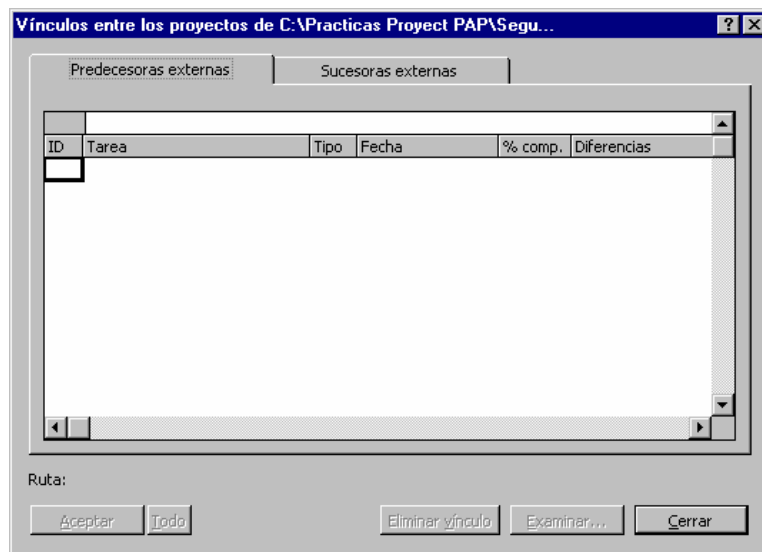 Vínculos entre los proyectos de C:\Practicas Proyect PAP\Segu...
Predecesoras externas
Sucesoras externas
ID Tarea Tipo Fecha % comp. Diferencias
Ruta:
Aceptar Todo Eliminar vínculo Examinar... Cerrar